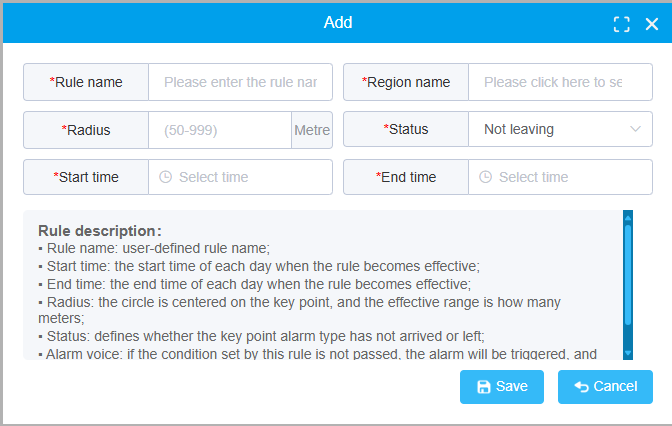 Add
*Rule name Please enter the rule nar *Region name Please click here to se
*Radius (50-999) Metre *Status Not leaving
*Start time Select time *End time Select time
Rule description:
▪ Rule name: user-defined rule name;
▪ Start time: the start time of each day when the rule becomes effective;
▪ End time: the end time of each day when the rule becomes effective;
▪ Radius: the circle is centered on the key point, and the effective range is how many
meters;
▪ Status: defines whether the key point alarm type has not arrived or left;
▪ Alarm voice: if the condition set by this rule is not passed, the alarm will be triggered, and
Save Cancel